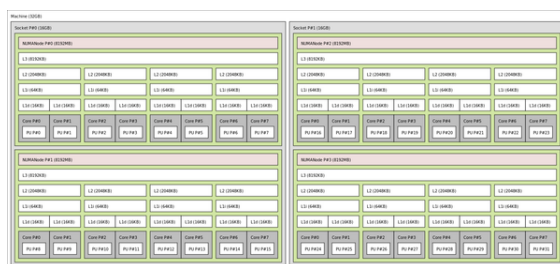 Machine (32GB)
Socket P#0 (16GB)
NUMANode P#0 (8192MB)
L3 (8192KB)
L2 (2048KB) L2 (2048KB) L2 (2048KB) L2 (2048KB)
L1i (64KB) L1i (64KB) L1i (64KB) L1i (64KB)
L1d (16KB) L1d (16KB) L1d (16KB) L1d (16KB) L1d (16KB) L1d (16KB) L1d (16KB) L1d (16KB)
Core P#0 Core P#1 Core P#2 Core P#3 Core P#4 Core P#5 Core P#6 Core P#7
PU P#0 PU P#1 PU P#2 PU P#3 PU P#4 PU P#5 PU P#6 PU P#7
NUMANode P#1 (8192MB)
L3 (8192KB)
L2 (2048KB) L2 (2048KB) L2 (2048KB) L2 (2048KB)
L1i (64KB) L1i (64KB) L1i (64KB) L1i (64KB)
L1d (16KB) L1d (16KB) L1d (16KB) L1d (16KB) L1d (16KB) L1d (16KB) L1d (16KB) L1d (16KB)
Core P#0 Core P#1 Core P#2 Core P#3 Core P#4 Core P#5 Core P#6 Core P#7
PU P#8 PU P#9 PU P#10 PU P#11 PU P#12 PU P#13 PU P#14 PU P#15
Socket P#1 (16GB)
NUMANode P#2 (8192MB)
L3 (8192KB)
L2 (2048KB) L2 (2048KB) L2 (2048KB) L2 (2048KB)
L1i (64KB) L1i (64KB) L1i (64KB) L1i (64KB)
L1d (16KB) L1d (16KB) L1d (16KB) L1d (16KB) L1d (16KB) L1d (16KB) L1d (16KB) L1d (16KB)
Core P#0 Core P#1 Core P#2 Core P#3 Core P#4 Core P#5 Core P#6 Core P#7
PU P#16 PU P#17 PU P#18 PU P#19 PU P#20 PU P#21 PU P#22 PU P#23
NUMANode P#3 (8192MB)
L3 (8192KB)
L2 (2048KB) L2 (2048KB) L2 (2048KB) L2 (2048KB)
L1i (64KB) L1i (64KB) L1i (64KB) L1i (64KB)
L1d (16KB) L1d (16KB) L1d (16KB) L1d (16KB) L1d (16KB) L1d (16KB) L1d (16KB) L1d (16KB)
Core P#0 Core P#1 Core P#2 Core P#3 Core P#4 Core P#5 Core P#6 Core P#7
PU P#24 PU P#25 PU P#26 PU P#27 PU P#28 PU P#29 PU P#30 PU P#31